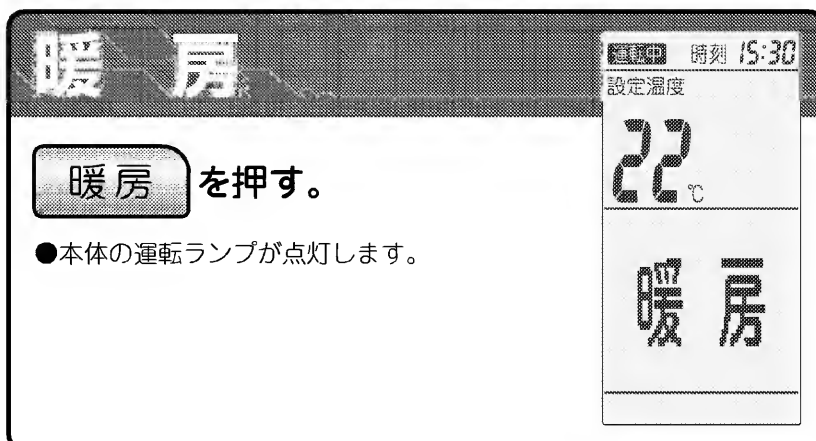 暖 房
暖房 を押す。
●本体の運転ランプが点灯します。
運転中 時刻 15:30
設定温度
22℃
暖 房